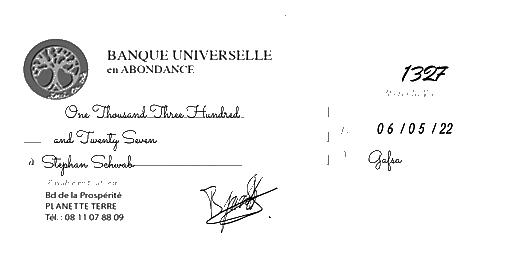 BANQUE UNIVERSELLE
en ABONDANCE
1327
One Thousand Three Hundred
and Twenty Seven
06/05/22
à Stephan Schwab
Gafsa
Bd de la Prospérité
PLANETTE TERRE
Tél. : 08 11 07 88 09